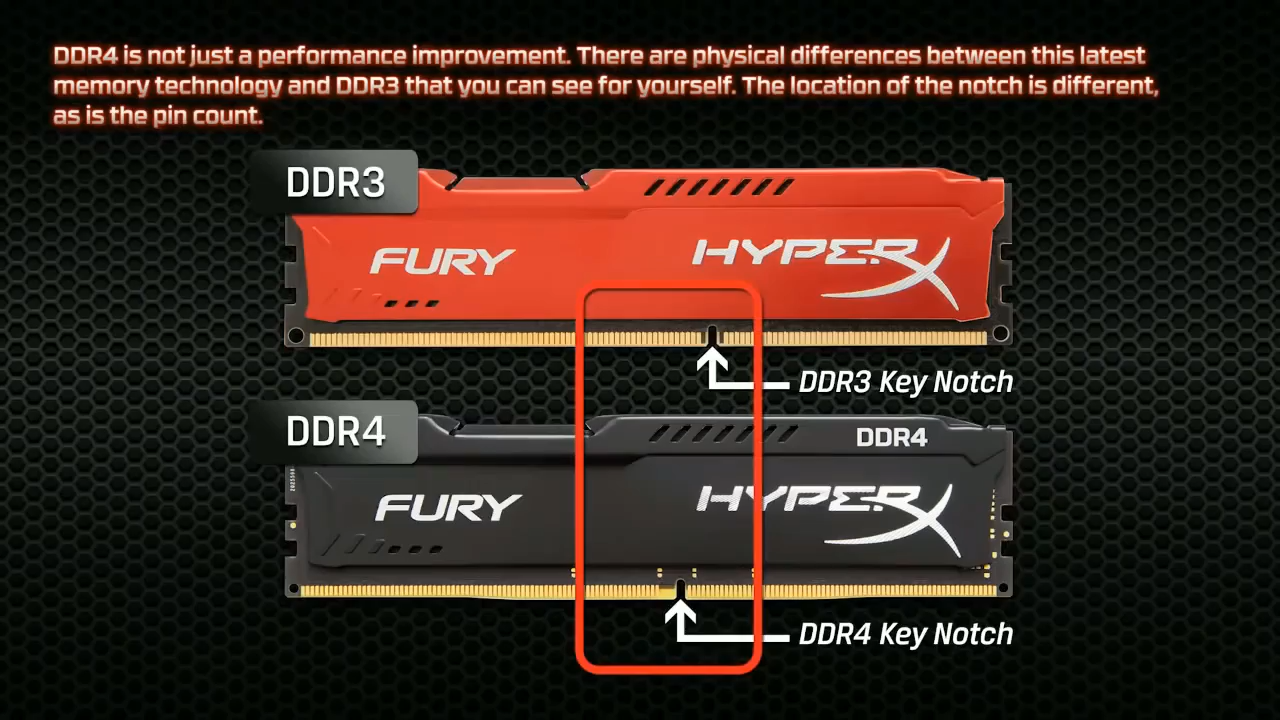 DDR4 is not just a performance improvement. There are physical differences between this latest
memory technology and DDR3 that you can see for yourself. The location of the notch is different,
as is the pin count.
DDR3
FURY
HYPERX
DDR3 Key Notch
DDR4
DDR4
FURY
HYPERX
DDR4 Key Notch